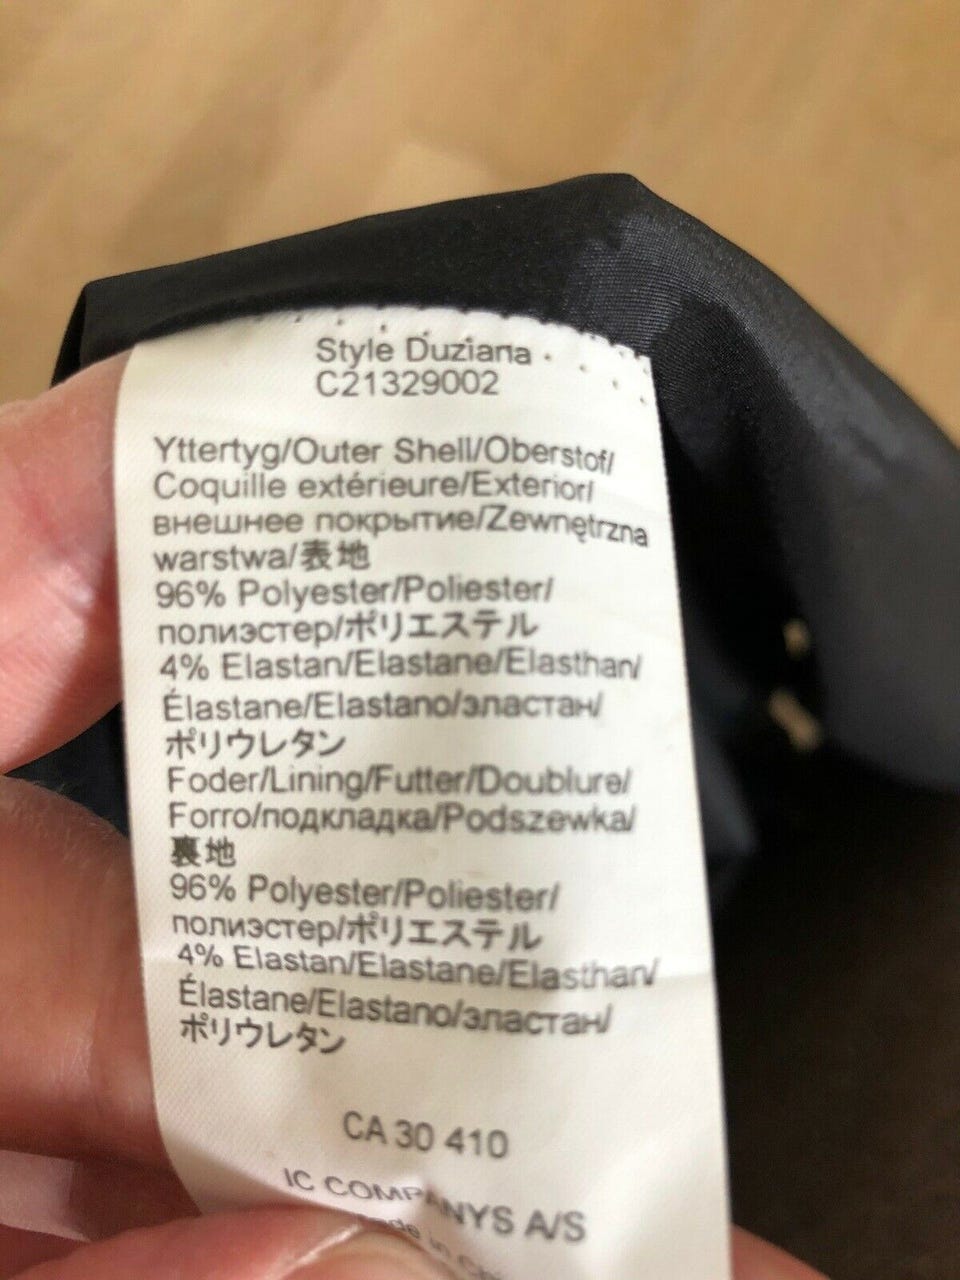 Style Duziana
C21329002
Yttertyg/Outer Shell/Oberstof/
Coquille extérieure/Exterior/
внешнее покрытие/Zewnętrzna
warstwa/表地
96% Polyester/Poliester/
полиэстер/ポリエステル
4% Elastan/Elastane/Elasthan/
Élastane/Elastano/эластан/
ポリウレタン
Foder/Lining/Futter/Doublure/
Forro/подкладка/Podszewka/
裏地
96% Polyester/Poliester/
полиэстер/ポリエステル
4% Elastan/Elastane/Elasthan/
Élastane/Elastano/эластан/
ポリウレタン
CA 30 410
IC COMPANYS A/S
in